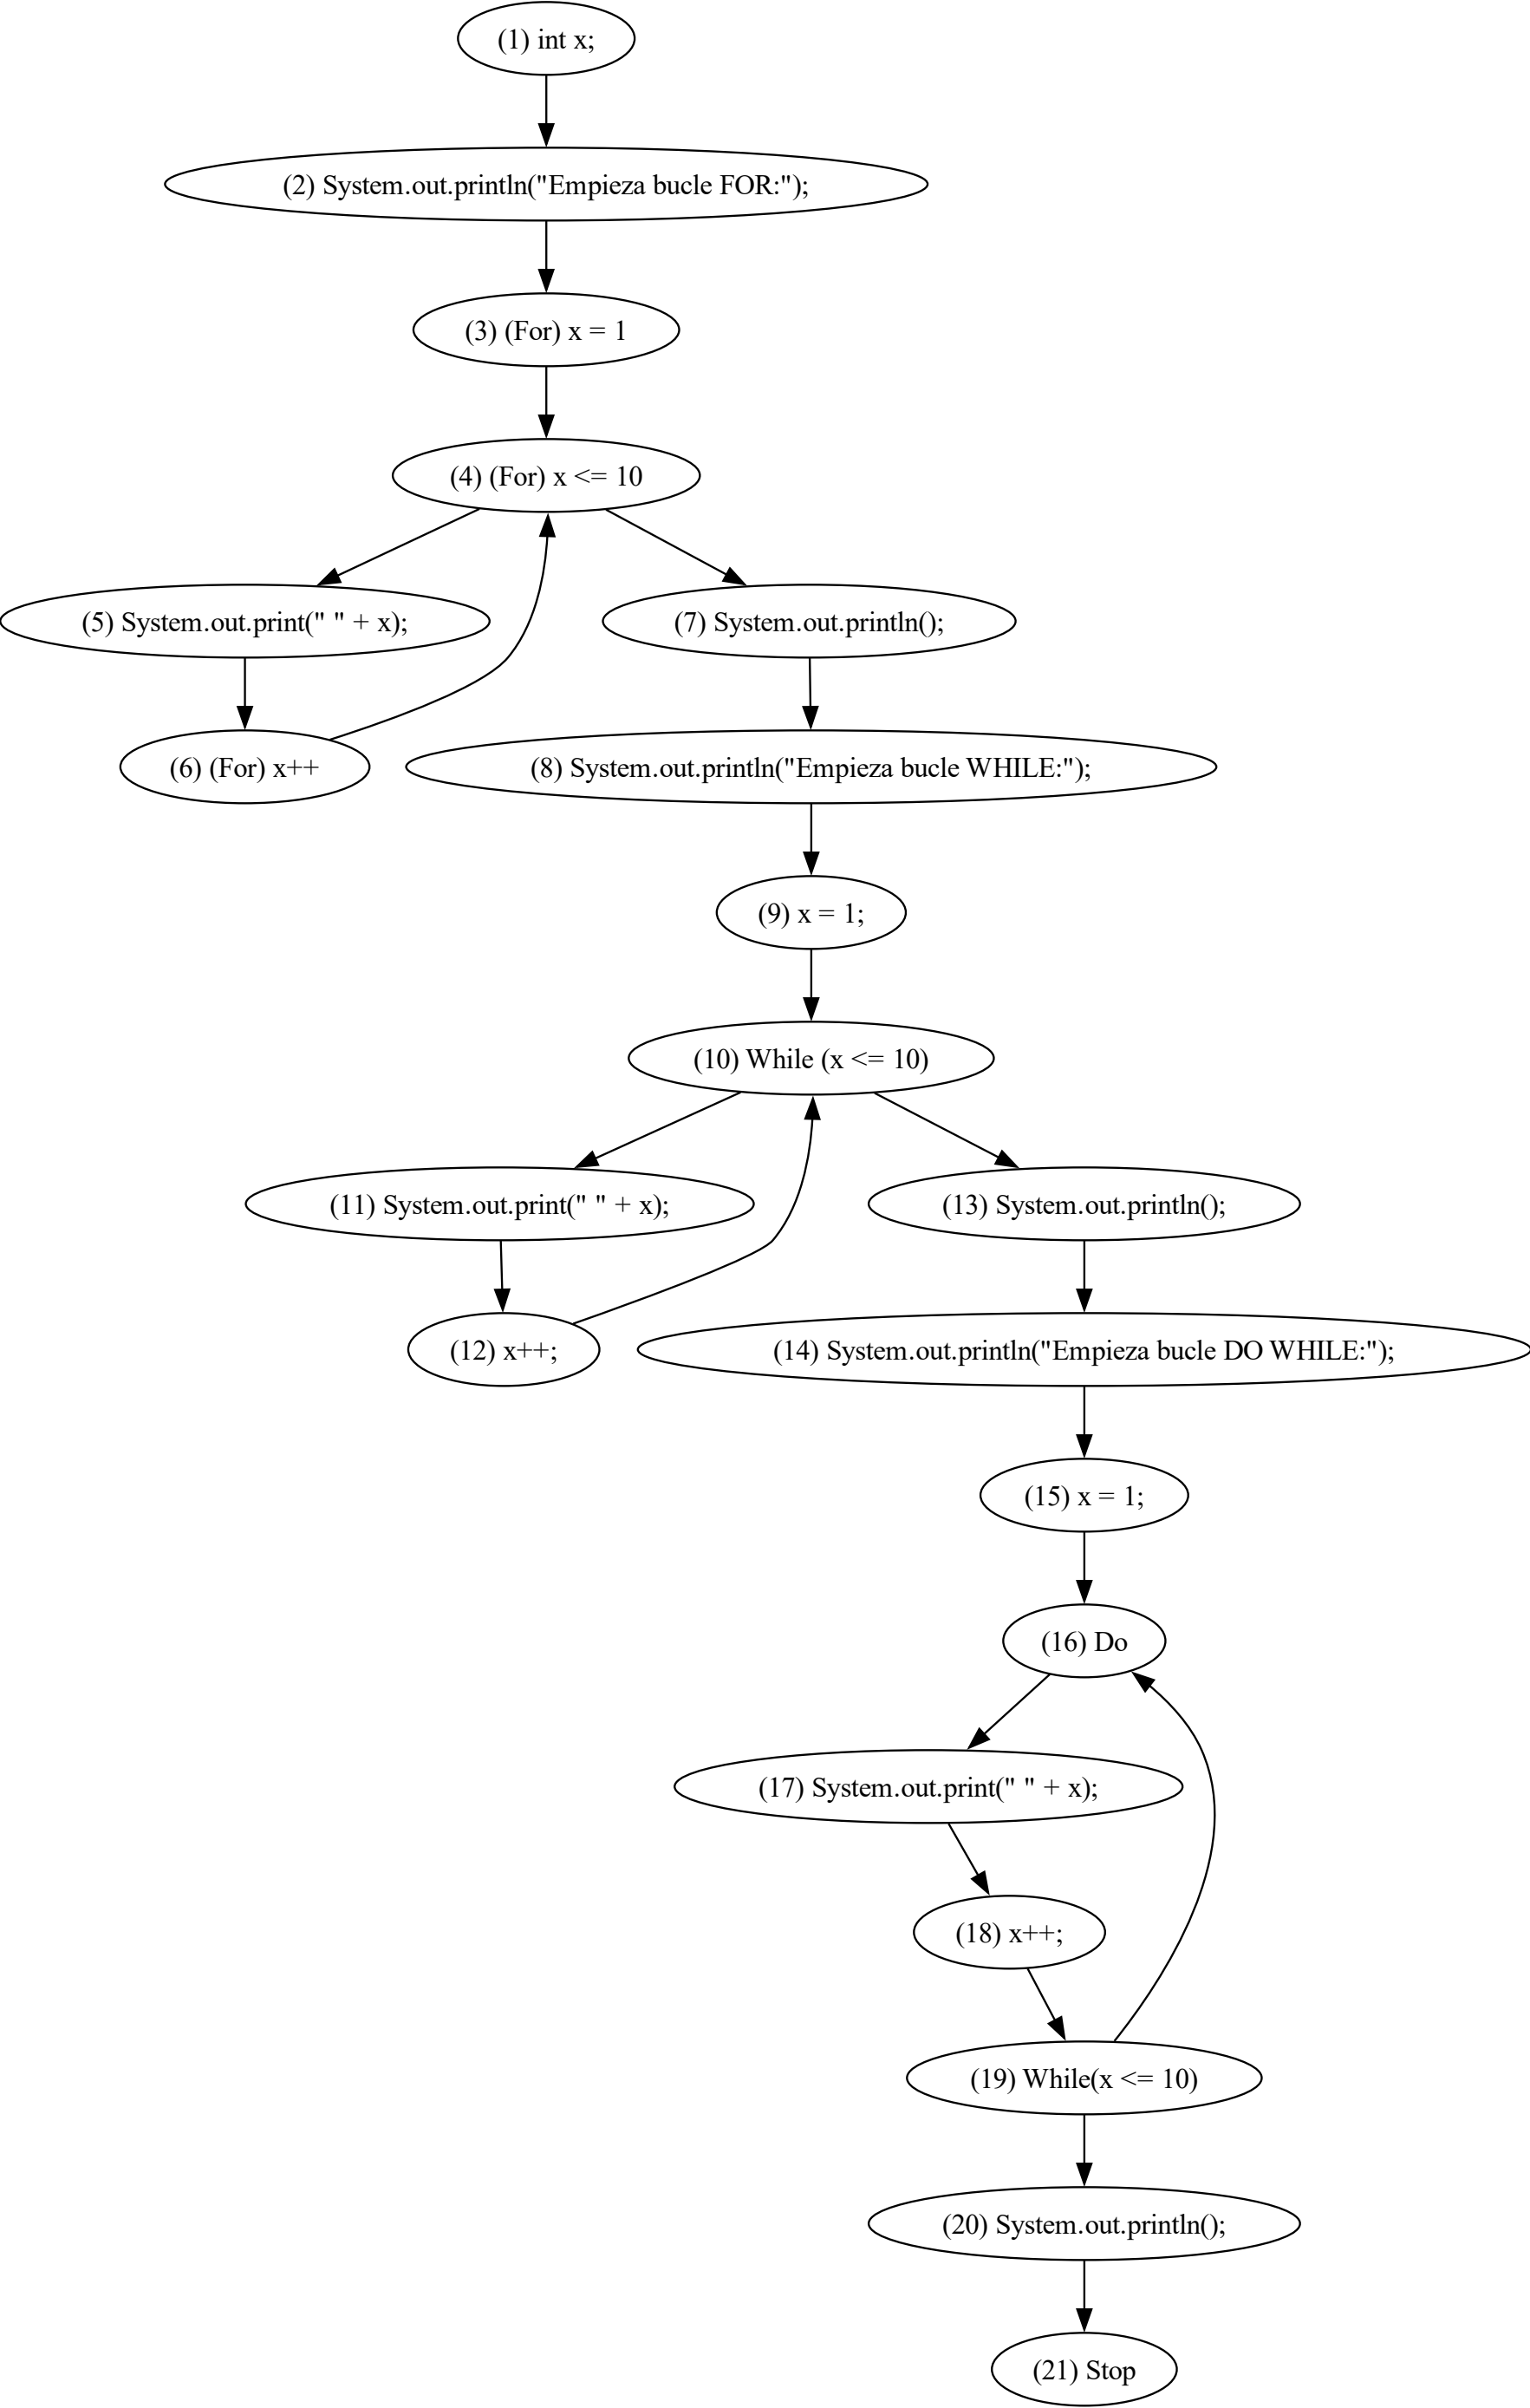 (1) int x;
(2) System.out.println("Empieza bucle FOR:");
(3) (For) x = 1
(4) (For) x <= 10
(5) System.out.print(" " + x);
(7) System.out.println();
(6) (For) x++
(8) System.out.println("Empieza bucle WHILE:");
(9) x = 1;
(10) While (x <= 10)
(11) System.out.print(" " + x);
(13) System.out.println();
(12) x++;
(14) System.out.println("Empieza bucle DO WHILE:");
(15) x = 1;
(16) Do
(17) System.out.print(" " + x);
(18) x++;
(19) While(x <= 10)
(20) System.out.println();
(21) Stop